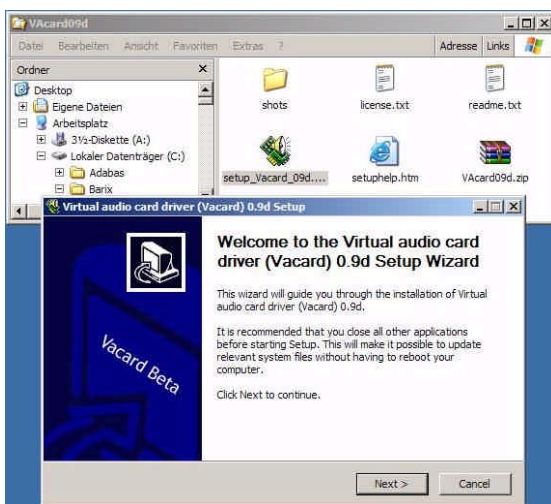 VAcard09d
Datei Bearbeiten Ansicht Favoriten Extras ? Adresse Links
Ordner
Desktop
Eigene Dateien
Arbeitsplatz
3½-Diskette (A:)
Lokaler Datenträger (C:)
Adabas
Barix
shots
license.txt
readme.txt
setup_Vacard_09d....
setuphelp.htm
VAcard09d.zip
Virtual audio card driver (Vacard) 0.9d Setup
Vacard Beta
Welcome to the Virtual audio card
driver (Vacard) 0.9d Setup Wizard
This wizard will guide you through the installation of Virtual
audio card driver (Vacard) 0.9d.
It is recommended that you close all other applications
before starting Setup. This will make it possible to update
relevant system files without having to reboot your
computer.
Click Next to continue.
Next >
Cancel